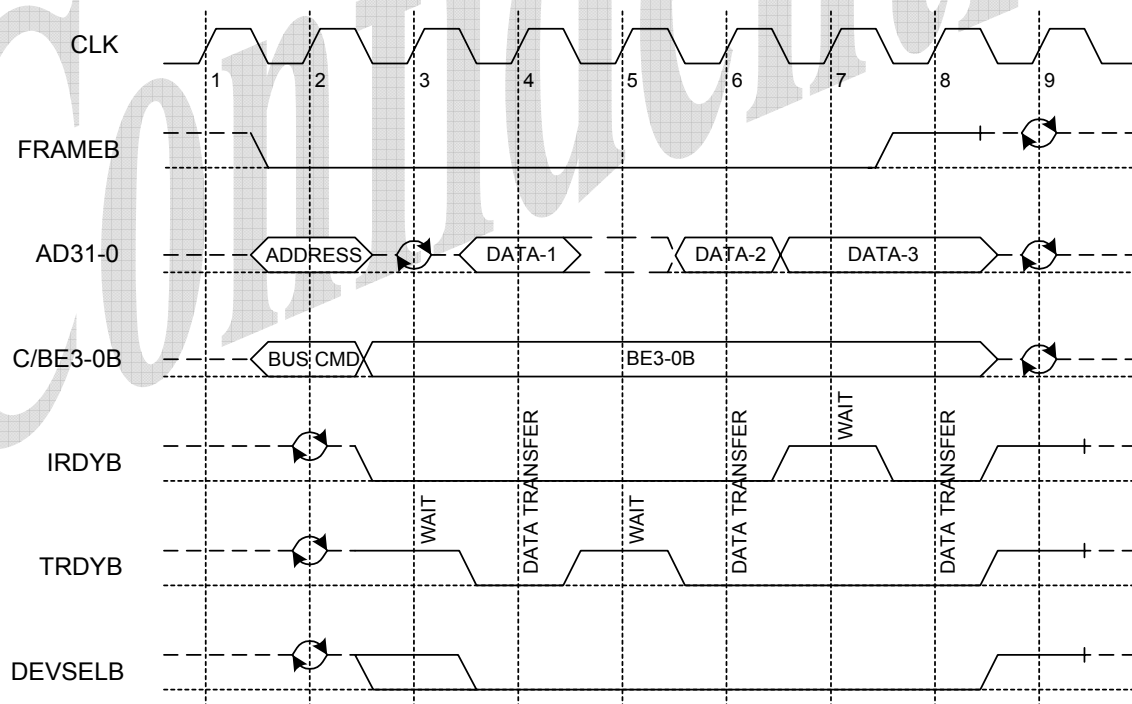 Confidential
CLK
1 2 3 4 5 6 7 8 9
FRAMEB
AD31-0 ADDRESS DATA-1 DATA-2 DATA-3
C/BE3-0B BUS CMD BE3-0B
IRDYB
WAIT
DATA TRANSFER
WAIT
DATA TRANSFER
WAIT
DATA TRANSFER
TRDYB
DEVSELB